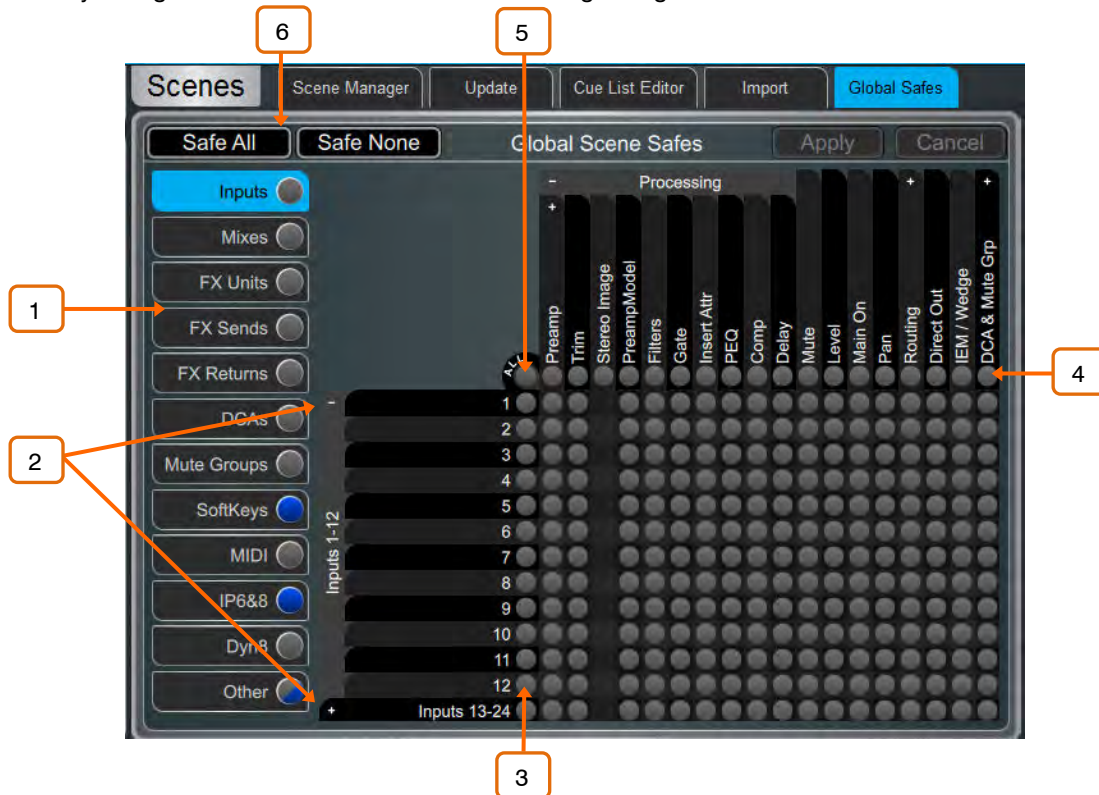 6
5
Scenes
Scene Manager
Update
Cue List Editor
Import
Global Safes
Safe All
Safe None
Global Scene Safes
Apply
Cancel
Inputs
Mixes
FX Units
FX Sends
FX Returns
DCAs
Mute Groups
SoftKeys
MIDI
IP6&8
Dyn8
Other
1
2
- Processing
+
+
+
Preamp
Trim
Stereo Image
PreampModel
Filters
Gate
Insert Attr
PEQ
Comp
Delay
Mute
Level
Main On
Pan
Routing
Direct Out
IEM / Wedge
DCA & Mute Grp
4
ALL
-
Inputs 1-12
1
2
3
4
5
6
7
8
9
10
11
12
+ Inputs 13-24
3